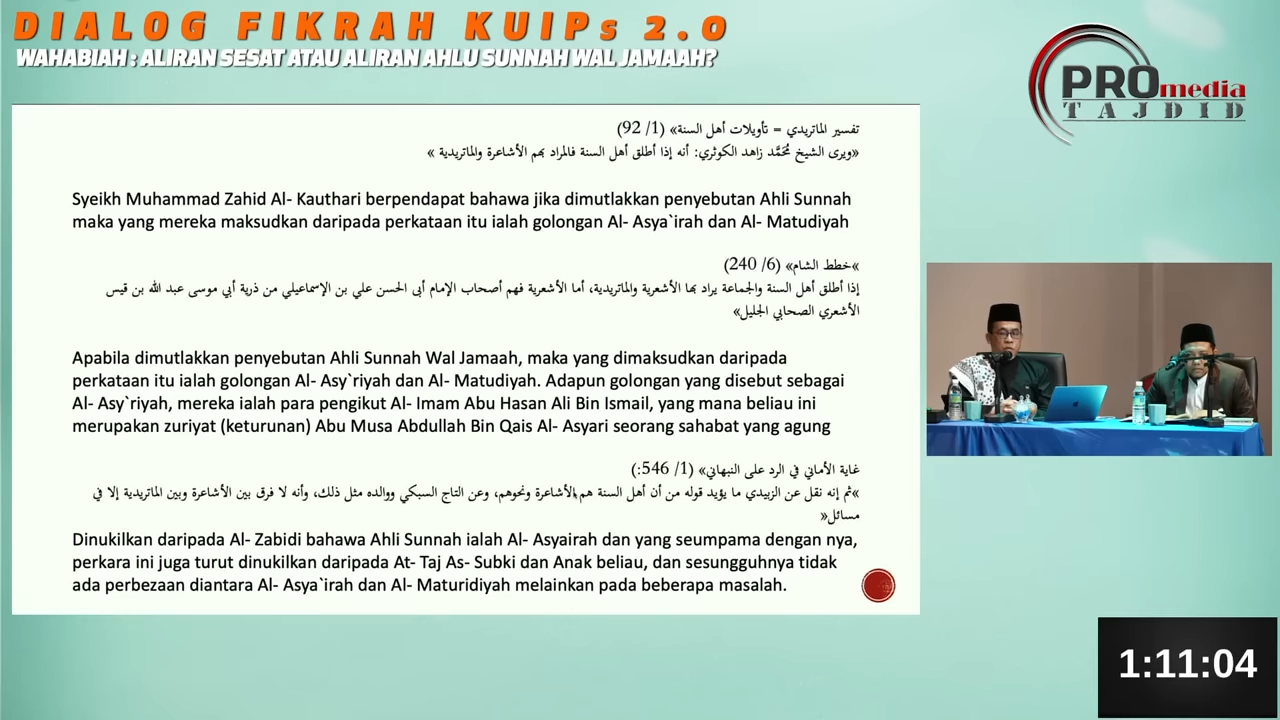 DIALOG FIKRAH KUIPs 2.0
WAHABIAH : ALIRAN SESAT ATAU ALIRAN AHLU SUNNAH WAL JAMAAH?
PROmedia
TAJDID
تفسير الماتريدي = تأويلات أهل السنة» (1/ 92)
«ويرى الشيخ مُحَمَّد زاهد الكوثري: أنه إذا أطلق أهل السنة فالمراد بهم الأشاعرة والماتريدية »
Syeikh Muhammad Zahid Al- Kauthari berpendapat bahawa jika dimutlakkan penyebutan Ahli Sunnah
maka yang mereka maksudkan daripada perkataan itu ialah golongan Al- Asya`irah dan Al- Matudiyah
«خطط الشام» (6/ 240)
إذا أطلق أهل السنة والجماعة يراد بها الأشعرية والماتريدية، أما الأشعرية فهم أصحاب الإمام أبى الحسن علي بن الإسماعيلي من ذرية أبي موسى عبد الله بن قيس
الأشعري الصحابي الجليل»
Apabila dimutlakkan penyebutan Ahli Sunnah Wal Jamaah, maka yang dimaksudkan daripada
perkataan itu ialah golongan Al- Asy`riyah dan Al- Matudiyah. Adapun golongan yang disebut sebagai
Al- Asy`riyah, mereka ialah para pengikut Al- Imam Abu Hasan Ali Bin Ismail, yang mana beliau ini
merupakan zuriyat (keturunan) Abu Musa Abdullah Bin Qais Al- Asyari seorang sahabat yang agung
غاية الأماني في الرد على النبهاني» (1/ 546:)
«ثم إنه نقل عن الزبيدي ما يؤيد قوله من أن أهل السنة هم الأشاعرة ونحوهم، وعن التاج السبكي ووالده مثل ذلك، وأنه لا فرق بين الأشاعرة وبين الماتريدية إلا في
مسائل»
Dinukilkan daripada Al- Zabidi bahawa Ahli Sunnah ialah Al- Asyairah dan yang seumpama dengan nya,
perkara ini juga turut dinukilkan daripada At- Taj As- Subki dan Anak beliau, dan sesungguhnya tidak
ada perbezaan diantara Al- Asya`irah dan Al- Maturidiyah melainkan pada beberapa masalah.
1:11:04